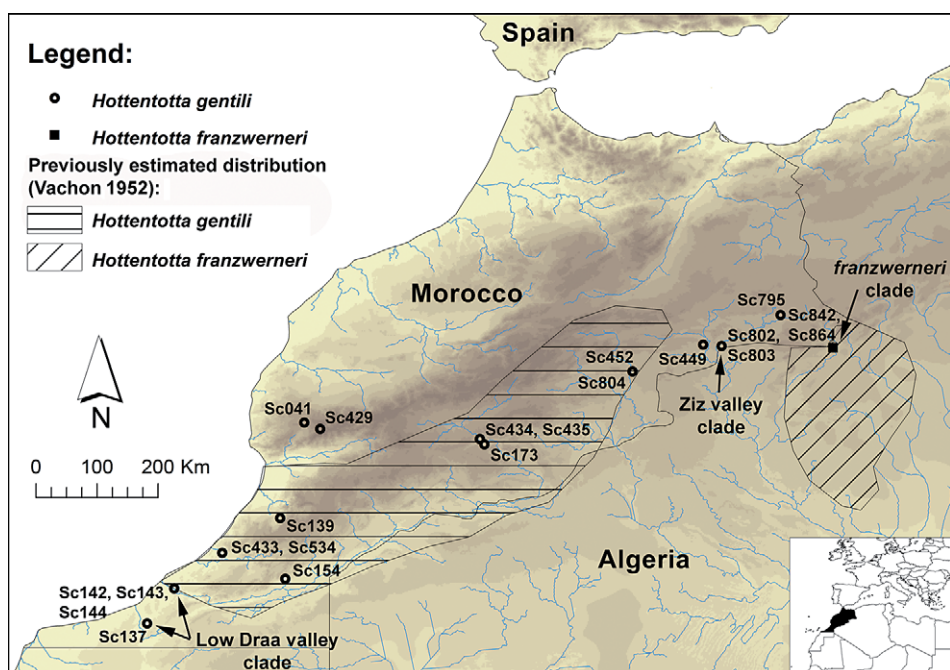 Spain
Legend:
Hottentotta gentili
Hottentotta franzwerneri
Previously estimated distribution
(Vachon 1952):
Hottentotta gentili
Hottentotta franzwerneri
franzwerneri
clade
Morocco
Sc795
Sc842,
Sc864
Sc802,
Sc803
Sc449
Sc452
Sc804
Ziz valley
clade
N
Sc041
Sc429
Sc434, Sc435
Sc173
0 100 200 Km
Sc139
Sc433, Sc534
Sc154
Algeria
Sc142, Sc143,
Sc144
Sc137
Low Draa valley
clade